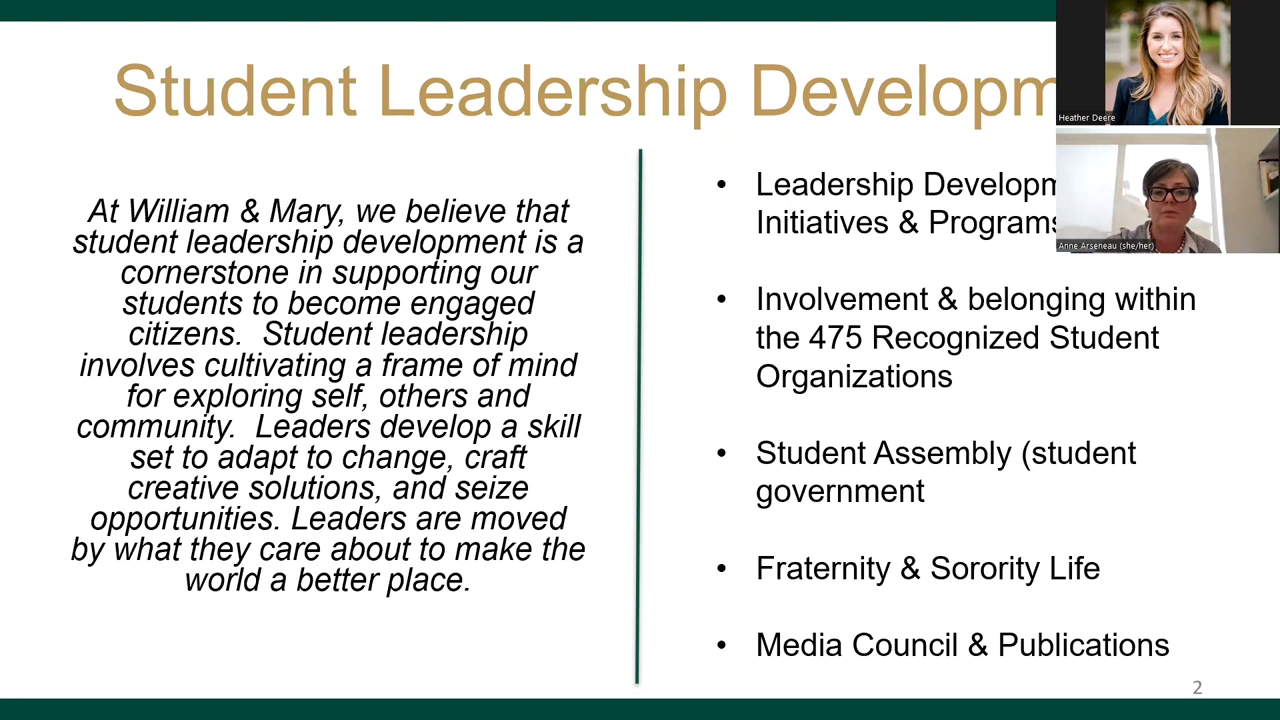 Student Leadership Developm
At William & Mary, we believe that
student leadership development is a
cornerstone in supporting our
students to become engaged
citizens.  Student leadership
involves cultivating a frame of mind
for exploring self, others and
community.  Leaders develop a skill
set to adapt to change, craft
creative solutions, and seize
opportunities. Leaders are moved
by what they care about to make the
world a better place.
• Leadership Developm
Initiatives & Programs
• Involvement & belonging within
the 475 Recognized Student
Organizations
• Student Assembly (student
government
• Fraternity & Sorority Life
• Media Council & Publications
2
Heather Deere
Anne Arseneau (she/her)